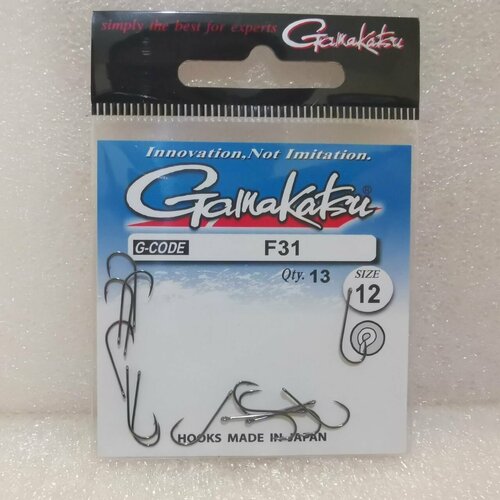 simply the best for experts Gamakatsu
Innovation, Not Imitation.
Gamakatsu®
G-CODE F31
Qty. 13
SIZE
12
HOOKS MADE IN JAPAN